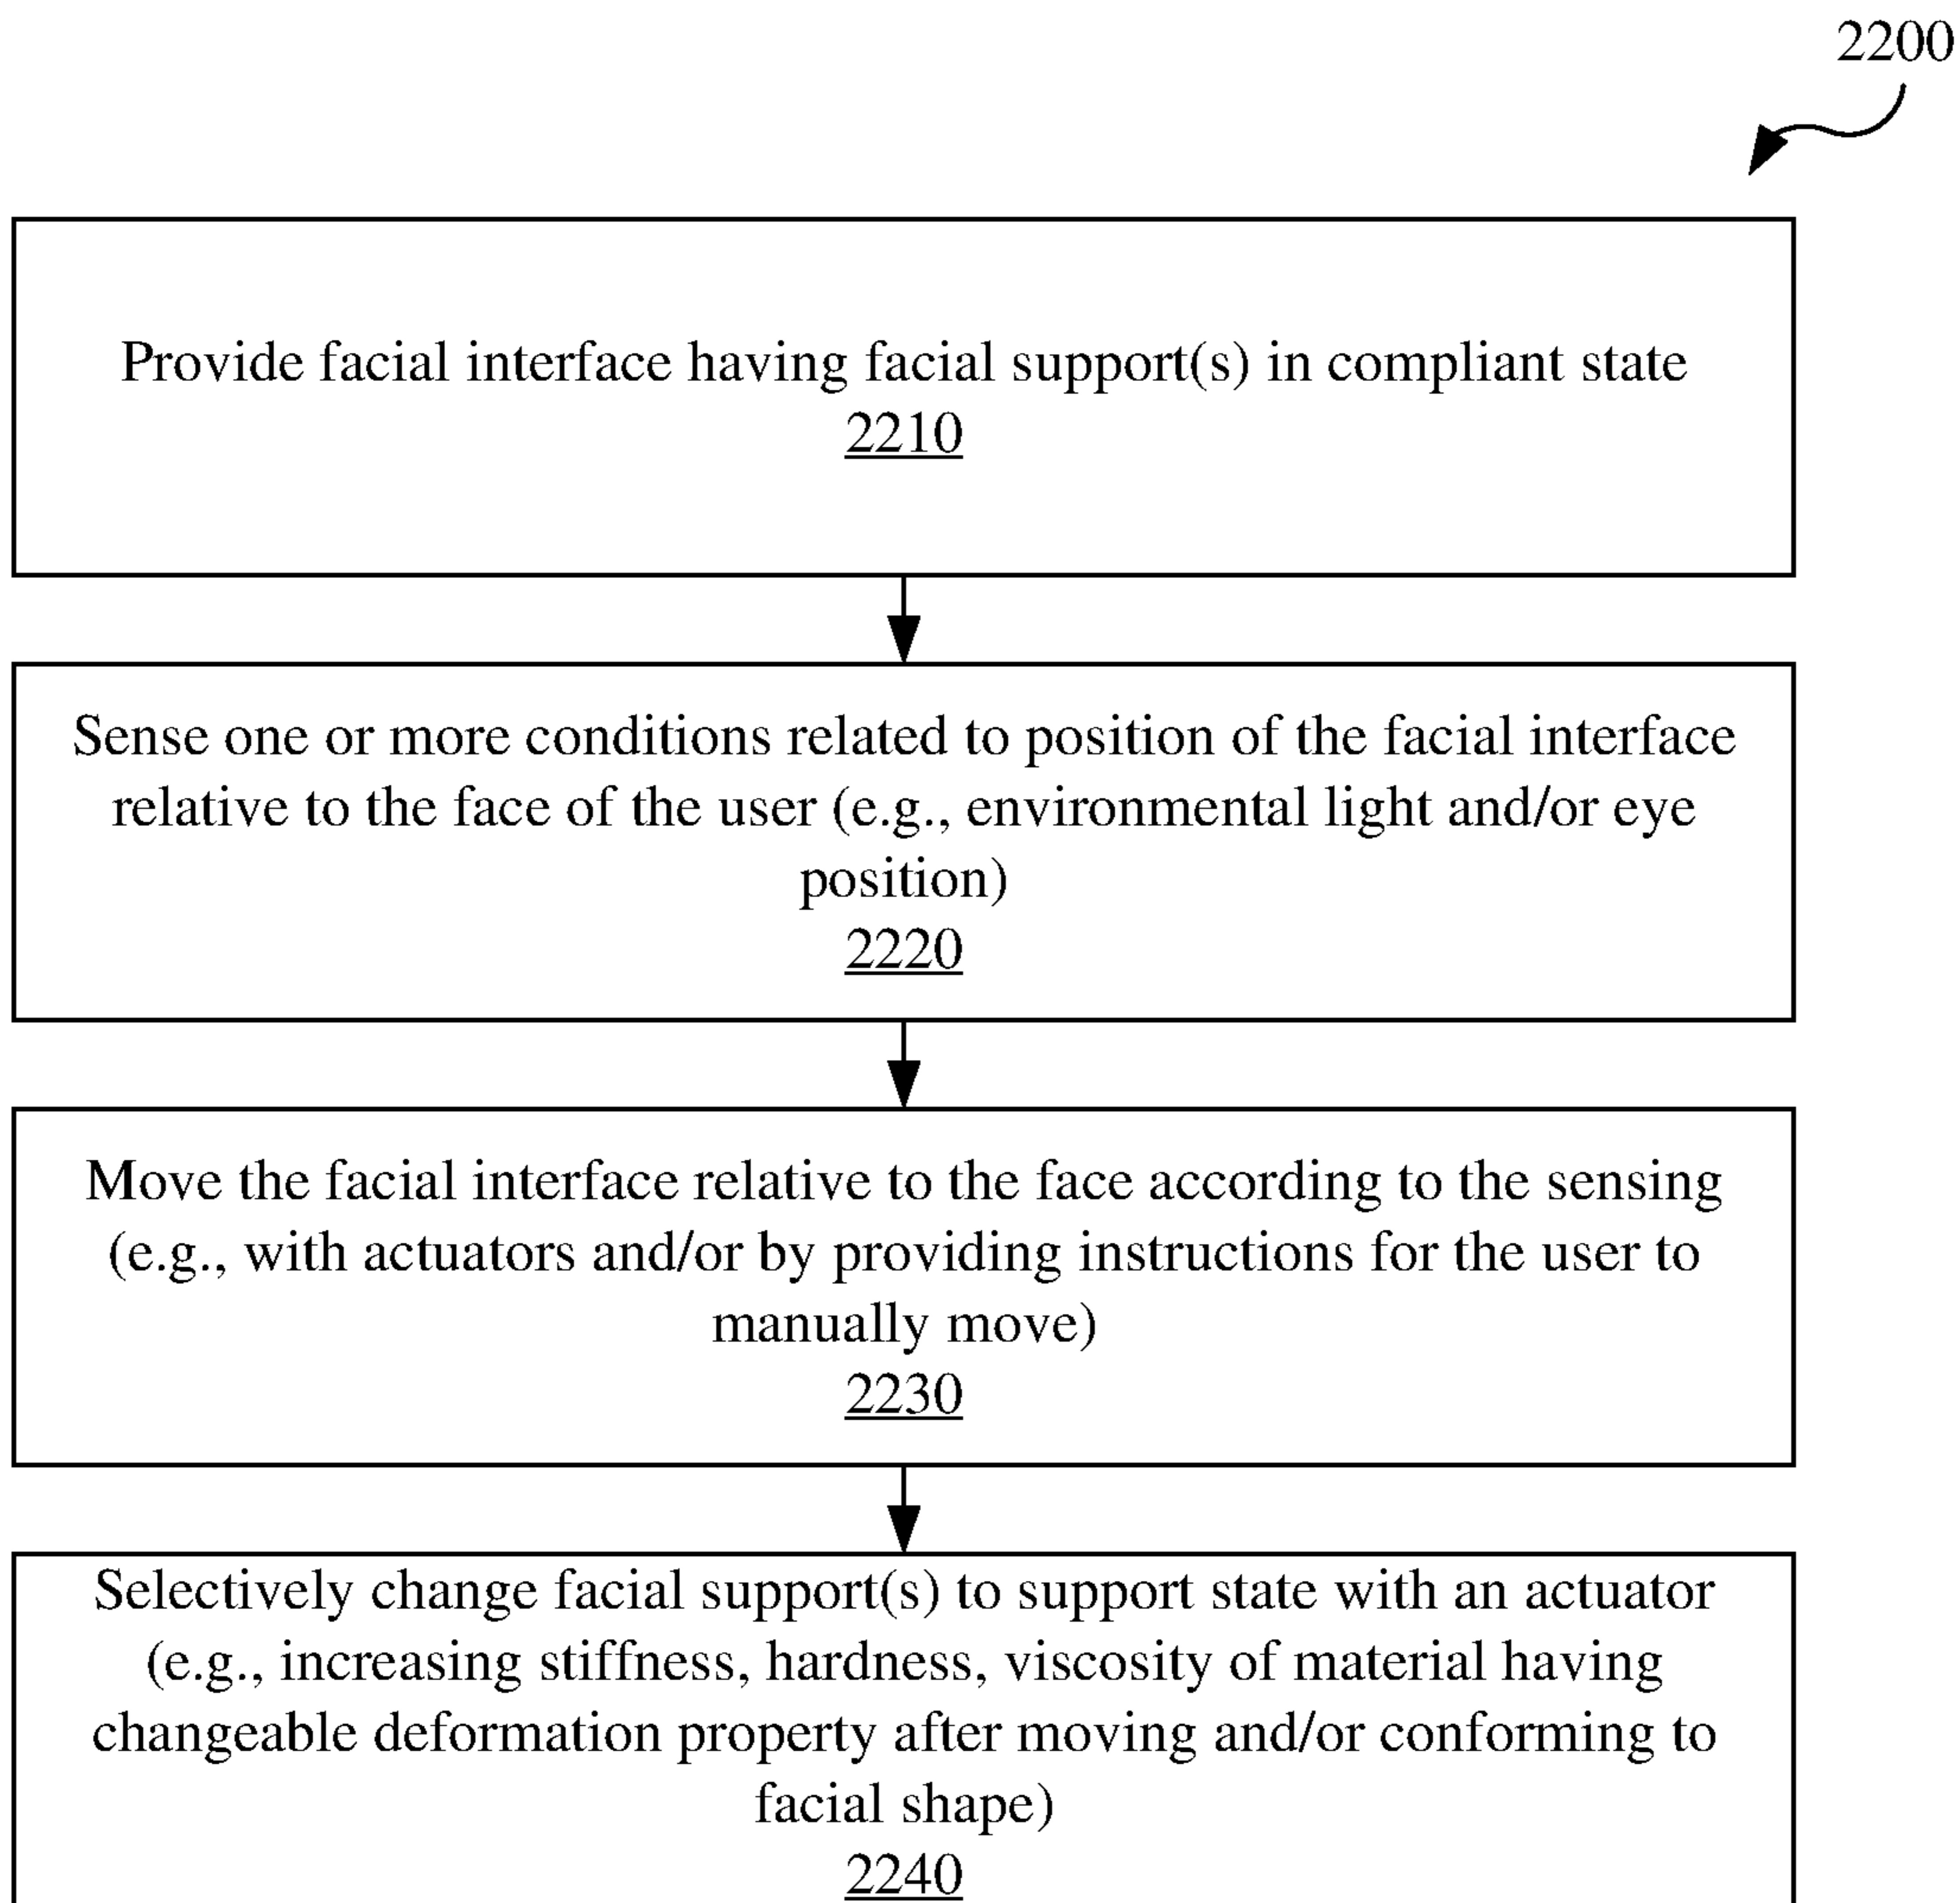 2200
Provide facial interface having facial support(s) in compliant state
2210
Sense one or more conditions related to position of the facial interface
relative to the face of the user (e.g., environmental light and/or eye
position)
2220
Move the facial interface relative to the face according to the sensing
(e.g., with actuators and/or by providing instructions for the user to
manually move)
2230
Selectively change facial support(s) to support state with an actuator
(e.g., increasing stiffness, hardness, viscosity of material having
changeable deformation property after moving and/or conforming to
facial shape)
2240